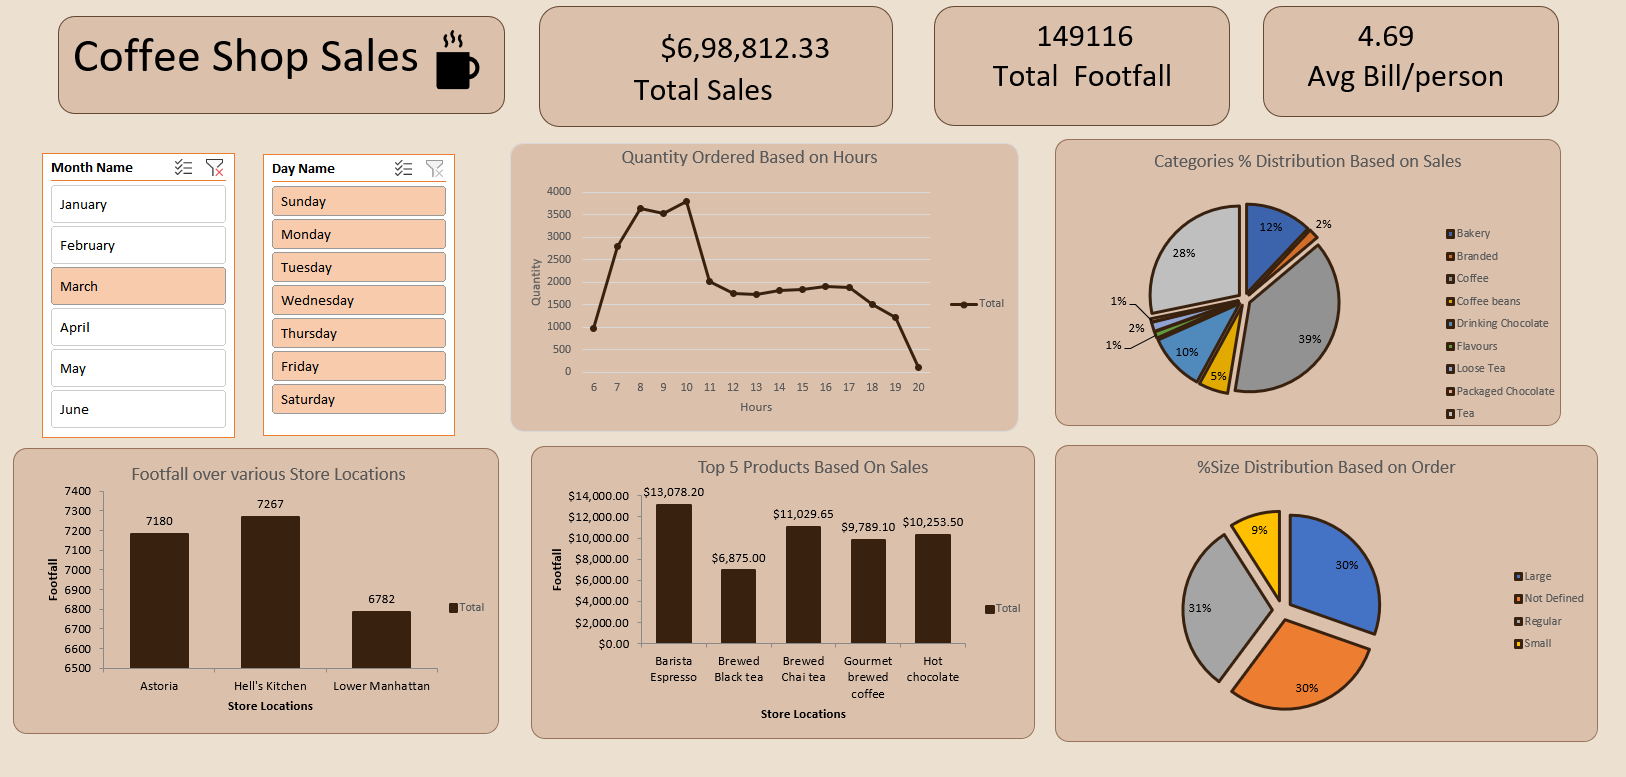 Coffee Shop Sales
$6,98,812.33
Total Sales
149116
Total  Footfall
4.69
Avg Bill/person
Month Name
January
February
March
April
May
June
Day Name
Sunday
Monday
Tuesday
Wednesday
Thursday
Friday
Saturday
Quantity Ordered Based on Hours
Quantity
4000
3500
3000
2500
2000
1500
1000
500
0
6 7 8 9 10 11 12 13 14 15 16 17 18 19 20
Hours
Total
Categories % Distribution Based on Sales
12%
2%
39%
5%
10%
1%
2%
1%
28%
Bakery
Branded
Coffee
Coffee beans
Drinking Chocolate
Flavours
Loose Tea
Packaged Chocolate
Tea
Footfall over various Store Locations
Footfall
7400
7300
7200
7100
7000
6900
6800
6700
6600
6500
7180
7267
6782
Astoria
Hell's Kitchen
Lower Manhattan
Store Locations
Total
Top 5 Products Based On Sales
Footfall
$14,000.00
$12,000.00
$10,000.00
$8,000.00
$6,000.00
$4,000.00
$2,000.00
$0.00
$13,078.20
$6,875.00
$11,029.65
$9,789.10
$10,253.50
Barista
Espresso
Brewed
Black tea
Brewed
Chai tea
Gourmet
brewed
coffee
Hot
chocolate
Store Locations
Total
%Size Distribution Based on Order
30%
30%
31%
9%
Large
Not Defined
Regular
Small